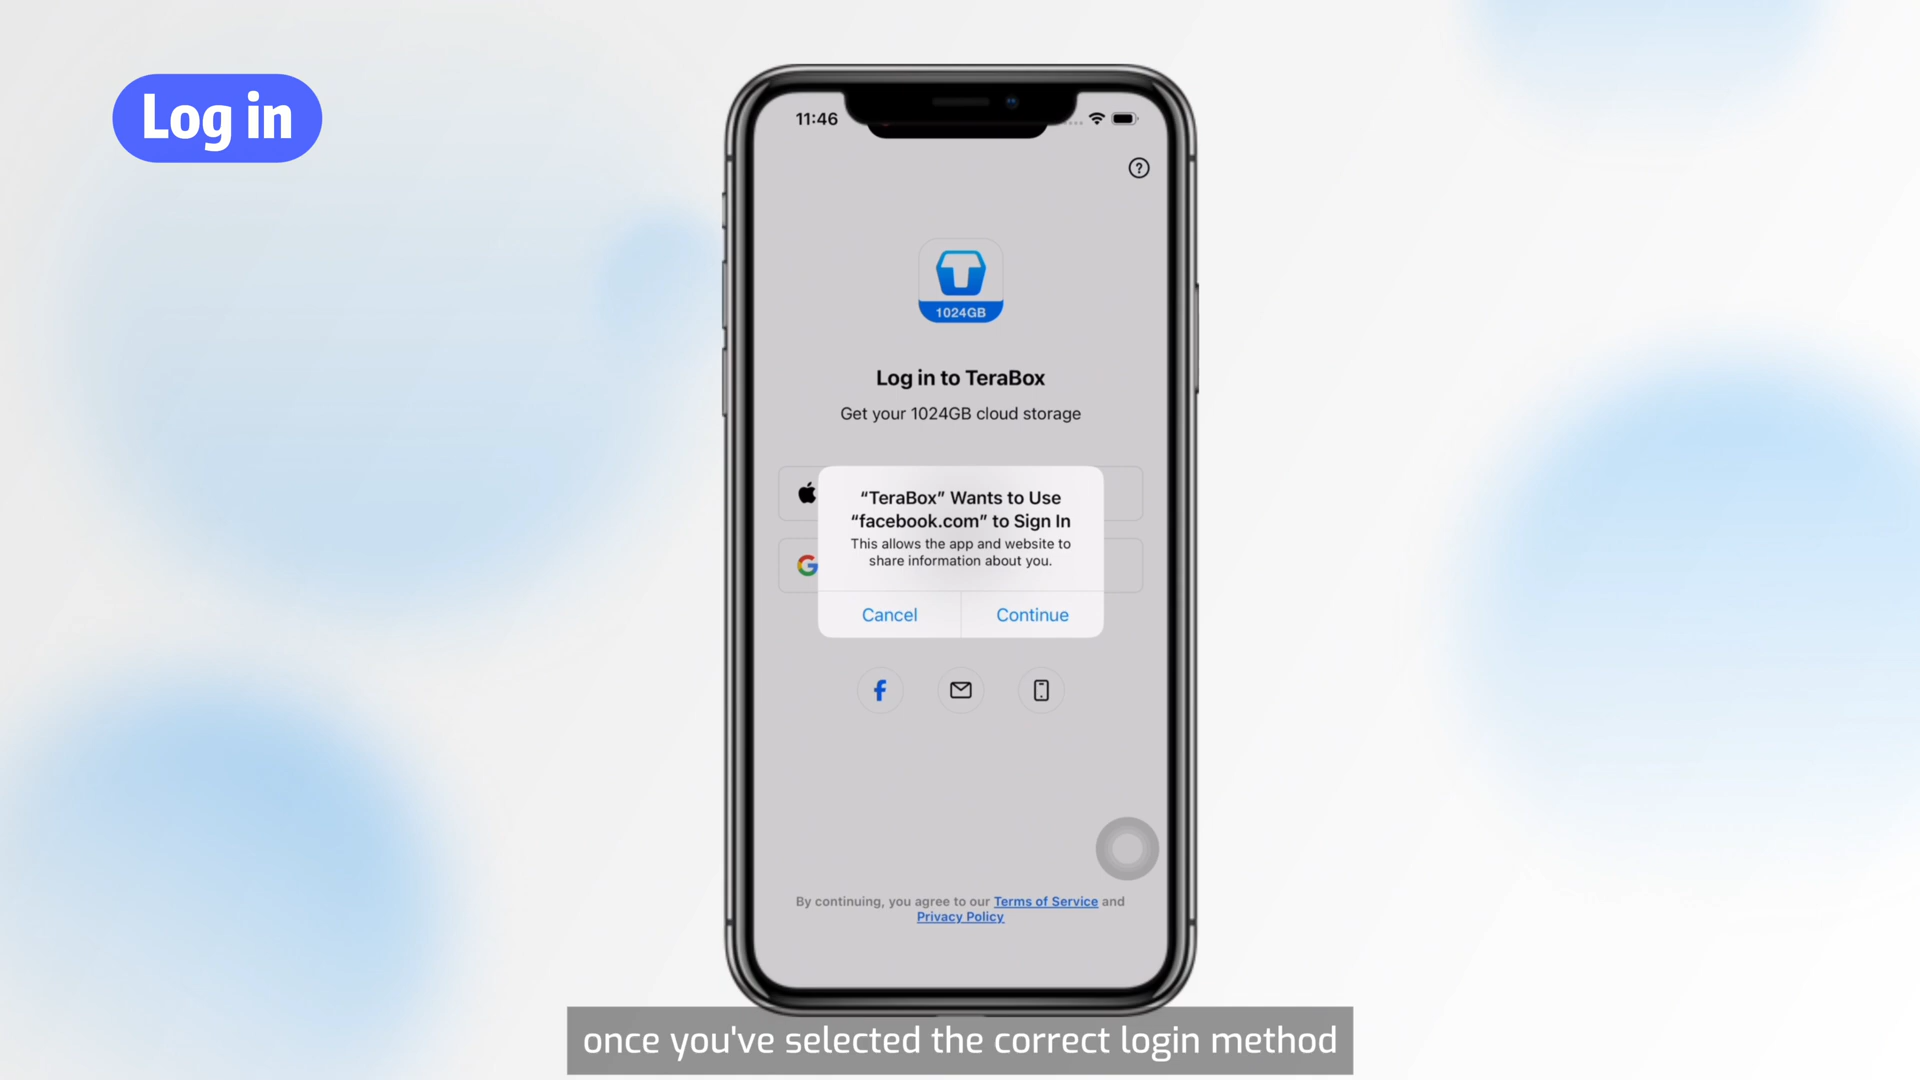 Log in
11:46
?
1024GB
Log in to TeraBox
Get your 1024GB cloud storage
“TeraBox” Wants to Use
“facebook.com” to Sign In
This allows the app and website to
share information about you.
Cancel
Continue
By continuing, you agree to our Terms of Service and
Privacy Policy
once you've selected the correct login method